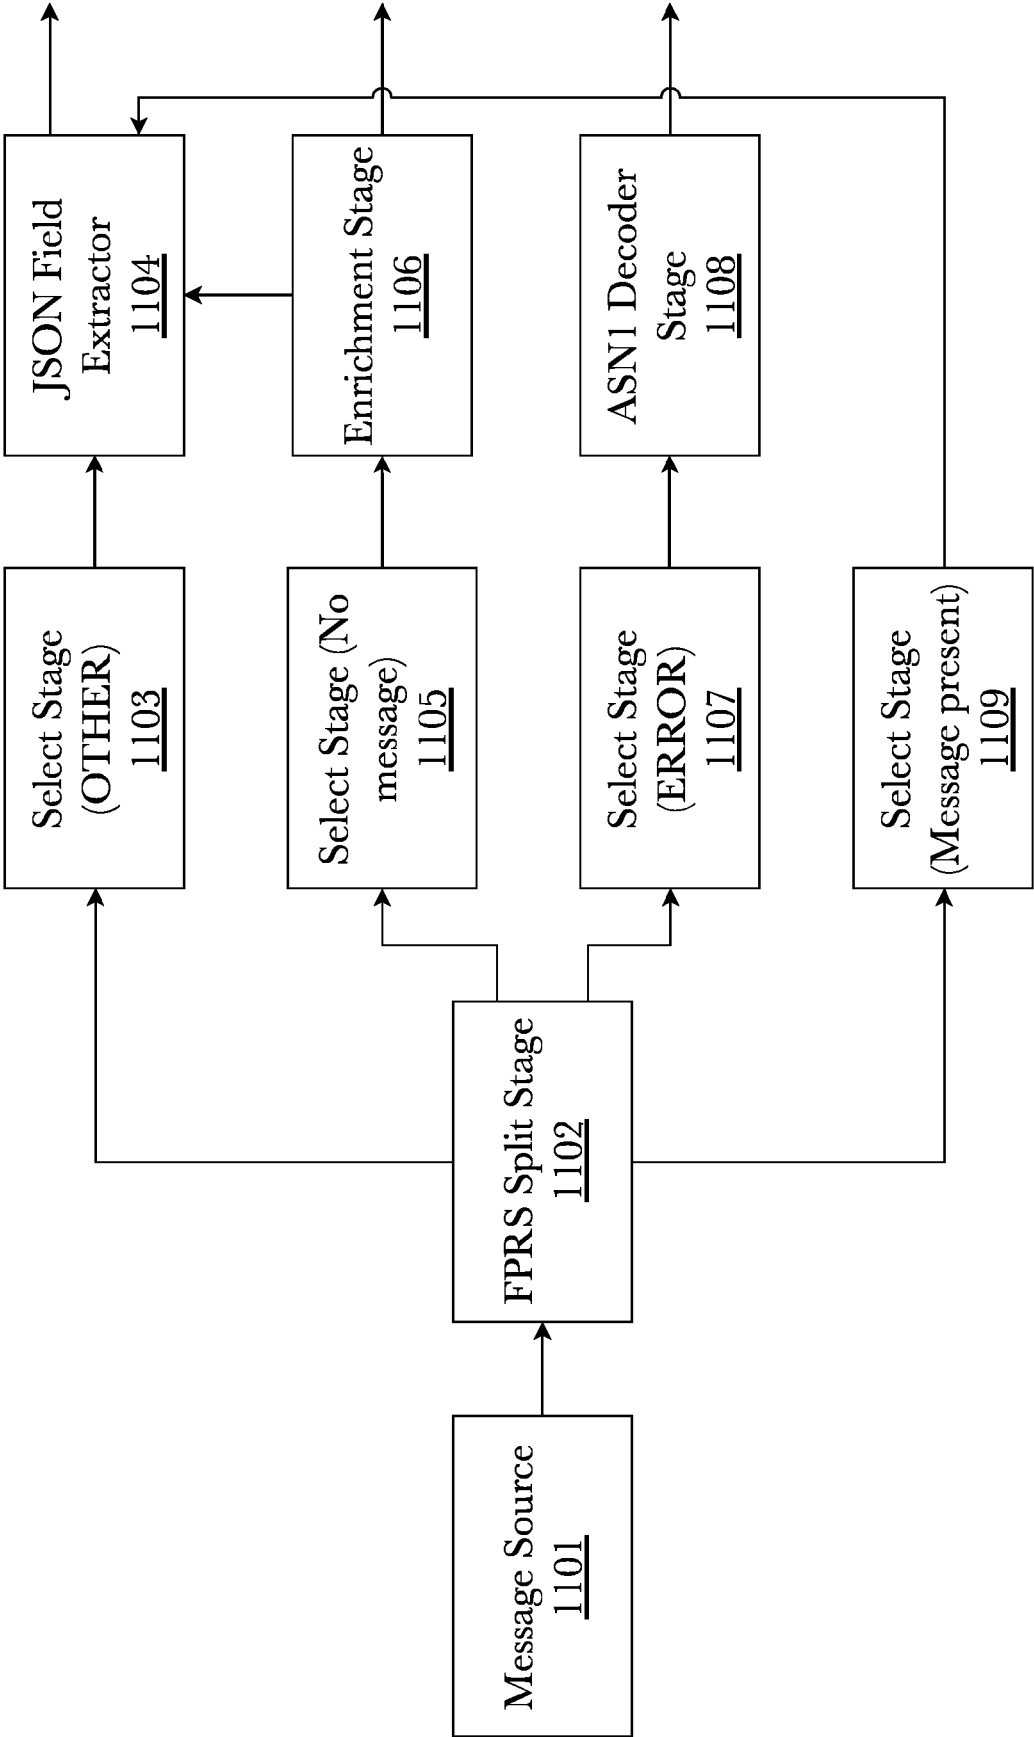 Message Source
1101
FPRS Split Stage
1102
Select Stage
(OTHER)
1103
JSON Field
Extractor
1104
Select Stage (No
message)
1105
Enrichment Stage
1106
Select Stage
(ERROR)
1107
ASN1 Decoder
Stage
1108
Select Stage
(Message present)
1109